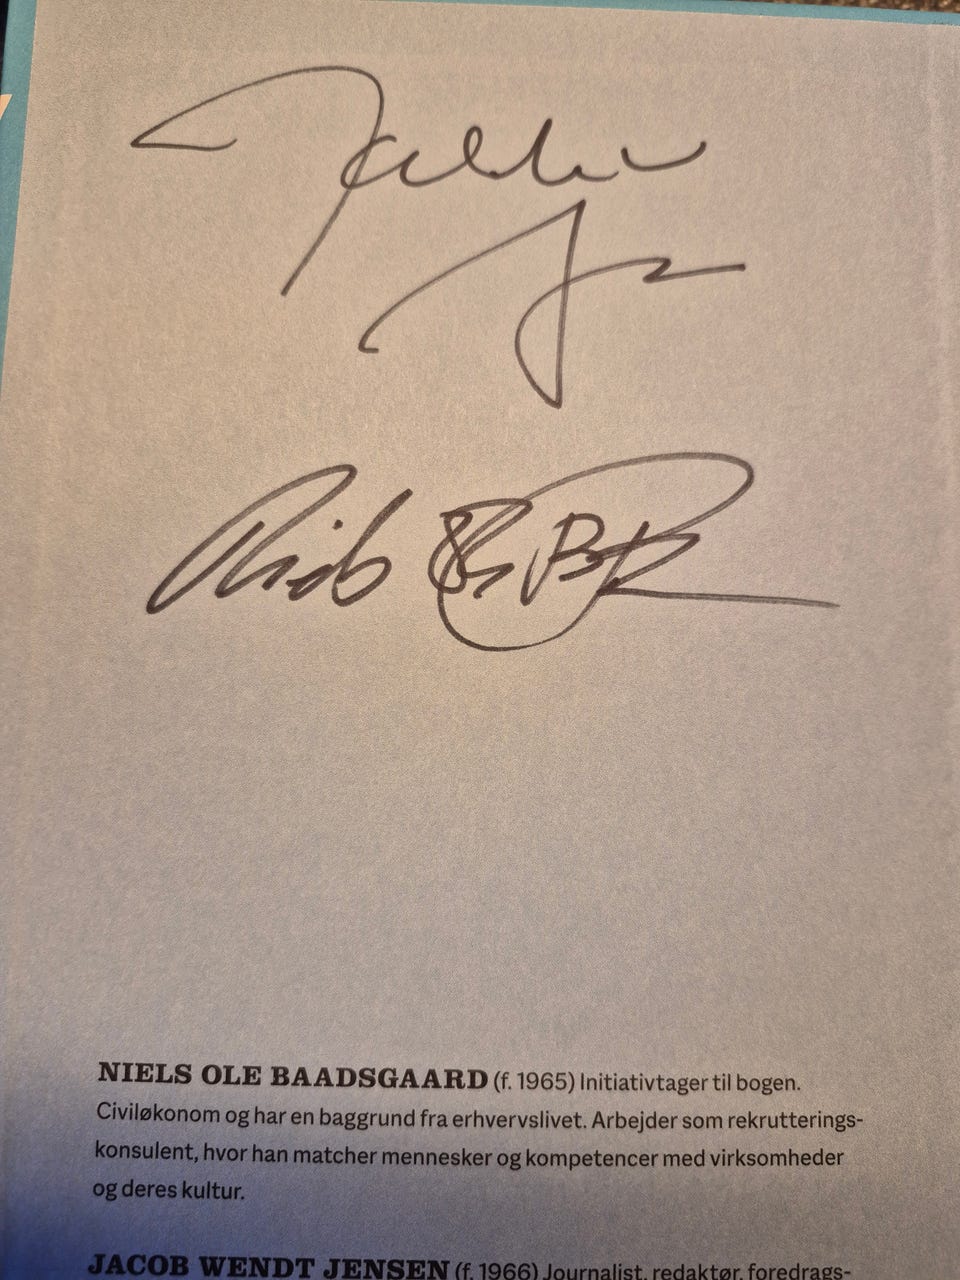 NIELS OLE BAADSGAARD (f. 1965) Initiativtager til bogen.
Civiløkonom og har en baggrund fra erhvervslivet. Arbejder som rekrutterings-
konsulent, hvor han matcher mennesker og kompetencer med virksomheder
og deres kultur.
JACOB WENDT JENSEN (f. 1966) Journalist, redaktør, foredrags-